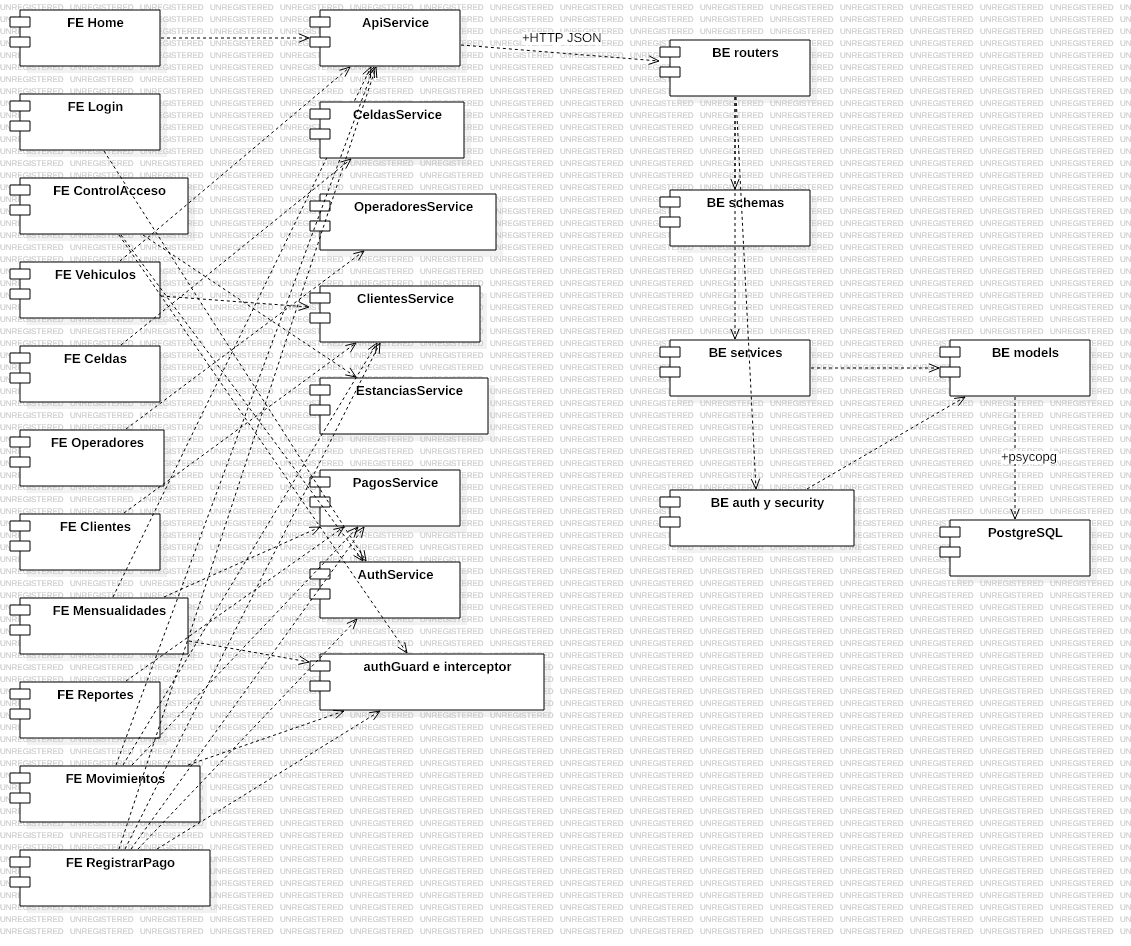 FE Home
ApiService
+HTTP JSON
BE routers
FE Login
CeldasService
FE ControlAcceso
OperadoresService
BE schemas
FE Vehiculos
ClientesService
FE Celdas
EstanciasService
BE services
BE models
FE Operadores
PagosService
+psycopg
FE Clientes
AuthService
BE auth y security
PostgreSQL
FE Mensualidades
authGuard e interceptor
FE Reportes
FE Movimientos
FE RegistrarPago
UNREGISTERED